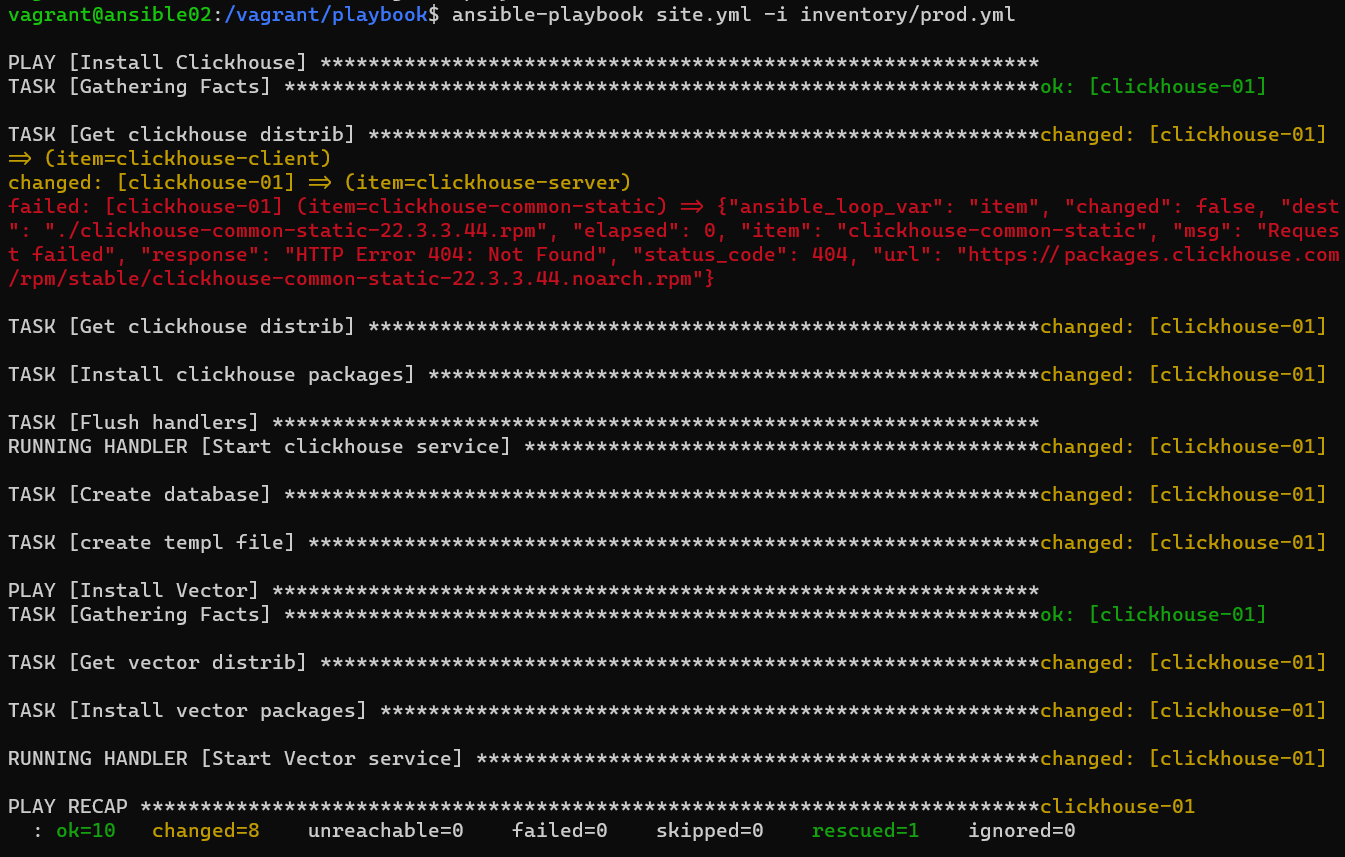 vagrant@ansible02:/vagrant/playbook$ ansible-playbook site.yml -i inventory/prod.yml
PLAY [Install Clickhouse] ************************************************************
TASK [Gathering Facts] ***************************************************************ok: [clickhouse-01]
TASK [Get clickhouse distrib] ********************************************************changed: [clickhouse-01]
=> (item=clickhouse-client)
changed: [clickhouse-01] => (item=clickhouse-server)
failed: [clickhouse-01] (item=clickhouse-common-static) => {"ansible_loop_var": "item", "changed": false, "dest
": "./clickhouse-common-static-22.3.3.44.rpm", "elapsed": 0, "item": "clickhouse-common-static", "msg": "Reques
t failed", "response": "HTTP Error 404: Not Found", "status_code": 404, "url": "https://packages.clickhouse.com
/rpm/stable/clickhouse-common-static-22.3.3.44.noarch.rpm"}
TASK [Get clickhouse distrib] ********************************************************changed: [clickhouse-01]
TASK [Install clickhouse packages] ***************************************************changed: [clickhouse-01]
TASK [Flush handlers] ****************************************************************
RUNNING HANDLER [Start clickhouse service] *******************************************changed: [clickhouse-01]
TASK [Create database] ***************************************************************changed: [clickhouse-01]
TASK [create templ file] *************************************************************changed: [clickhouse-01]
PLAY [Install Vector] ****************************************************************
TASK [Gathering Facts] ***************************************************************ok: [clickhouse-01]
TASK [Get vector distrib] ************************************************************changed: [clickhouse-01]
TASK [Install vector packages] *******************************************************changed: [clickhouse-01]
RUNNING HANDLER [Start Vector service] ***********************************************changed: [clickhouse-01]
PLAY RECAP ***************************************************************************clickhouse-01
  : ok=10   changed=8    unreachable=0    failed=0    skipped=0    rescued=1    ignored=0